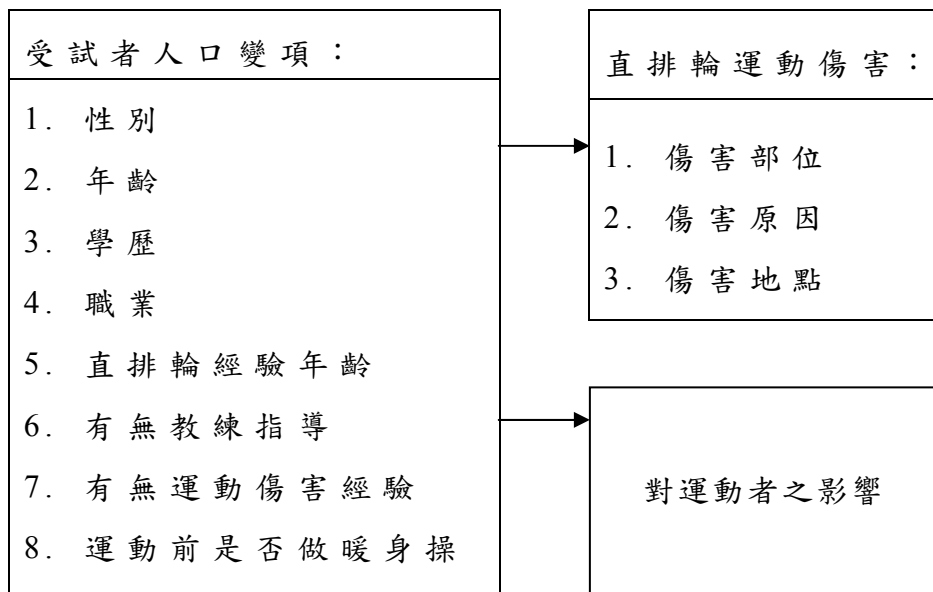 受試者人口變項：
1. 性別
2. 年齡
3. 學歷
4. 職業
5. 直排輪經驗年齡
6. 有無教練指導
7. 有無運動傷害經驗
8. 運動前是否做暖身操
直排輪運動傷害：
1. 傷害部位
2. 傷害原因
3. 傷害地點
對運動者之影響